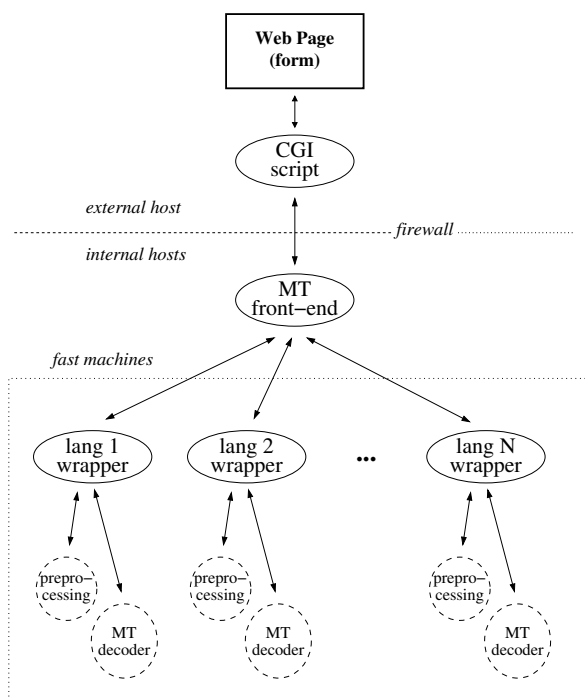 Web Page
(form)
CGI
script
external host
firewall
internal hosts
MT
front−end
fast machines
lang 1
wrapper
lang 2
wrapper
...
lang N
wrapper
prepro−
cessing
prepro−
cessing
prepro−
cessing
MT
decoder
MT
decoder
MT
decoder